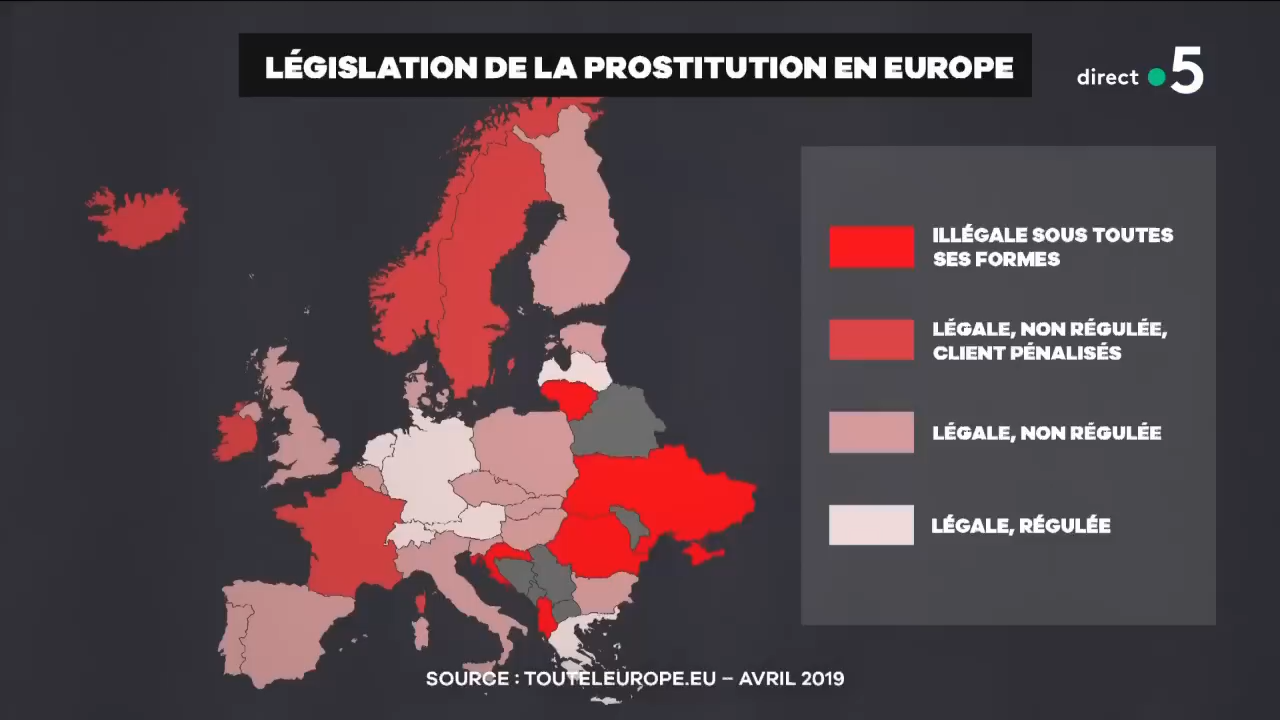 LÉGISLATION DE LA PROSTITUTION EN EUROPE
direct 5
ILLÉGALE SOUS TOUTES
SES FORMES
LÉGALE, NON RÉGULÉE,
CLIENT PÉNALISÉS
LÉGALE, NON RÉGULÉE
LÉGALE, RÉGULÉE
SOURCE : TOUTELEUROPE.EU – AVRIL 2019